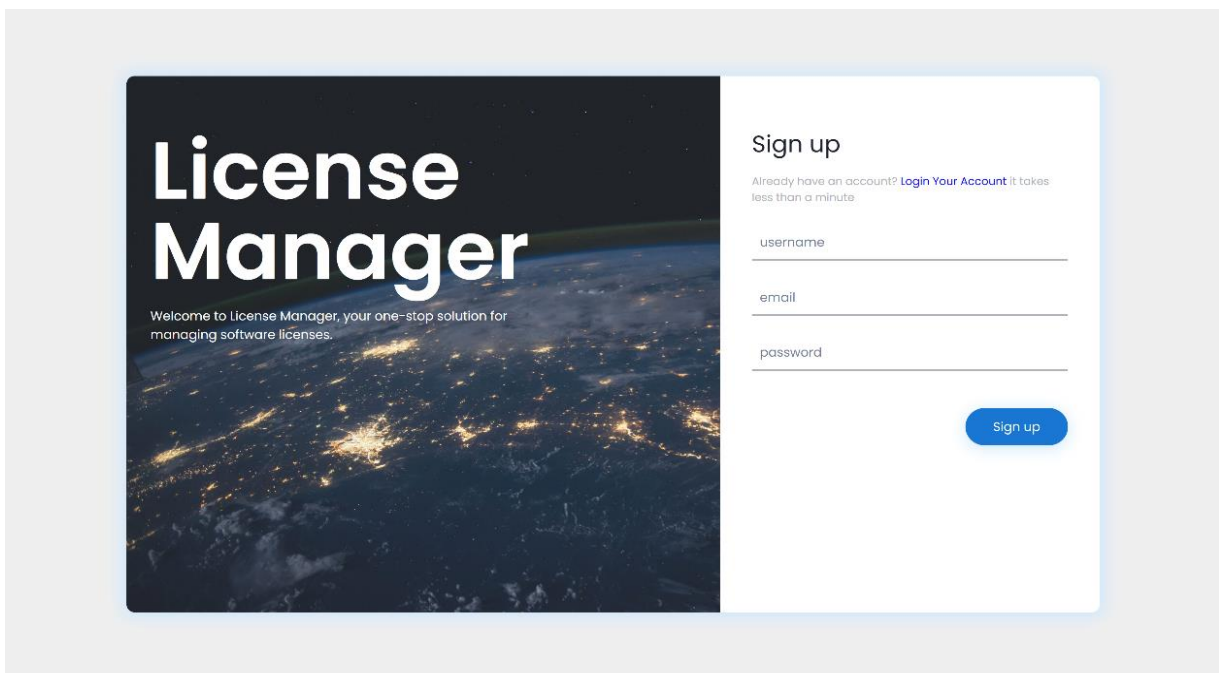 License
Manager
Welcome to License Manager, your one-stop solution for
managing software licenses.
Sign up
Already have an account? Login Your Account it takes
less than a minute
username
email
password
Sign up